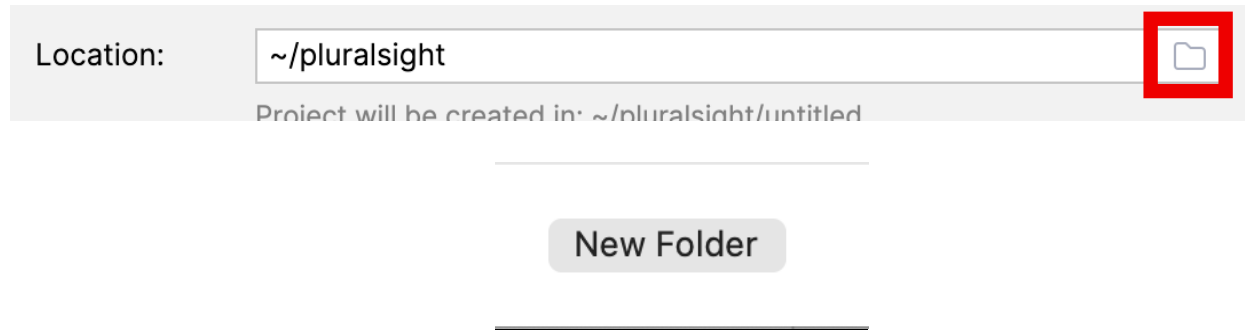 Location:
~/pluralsight
Project will be created in: ~/pluralsight/untitled
New Folder